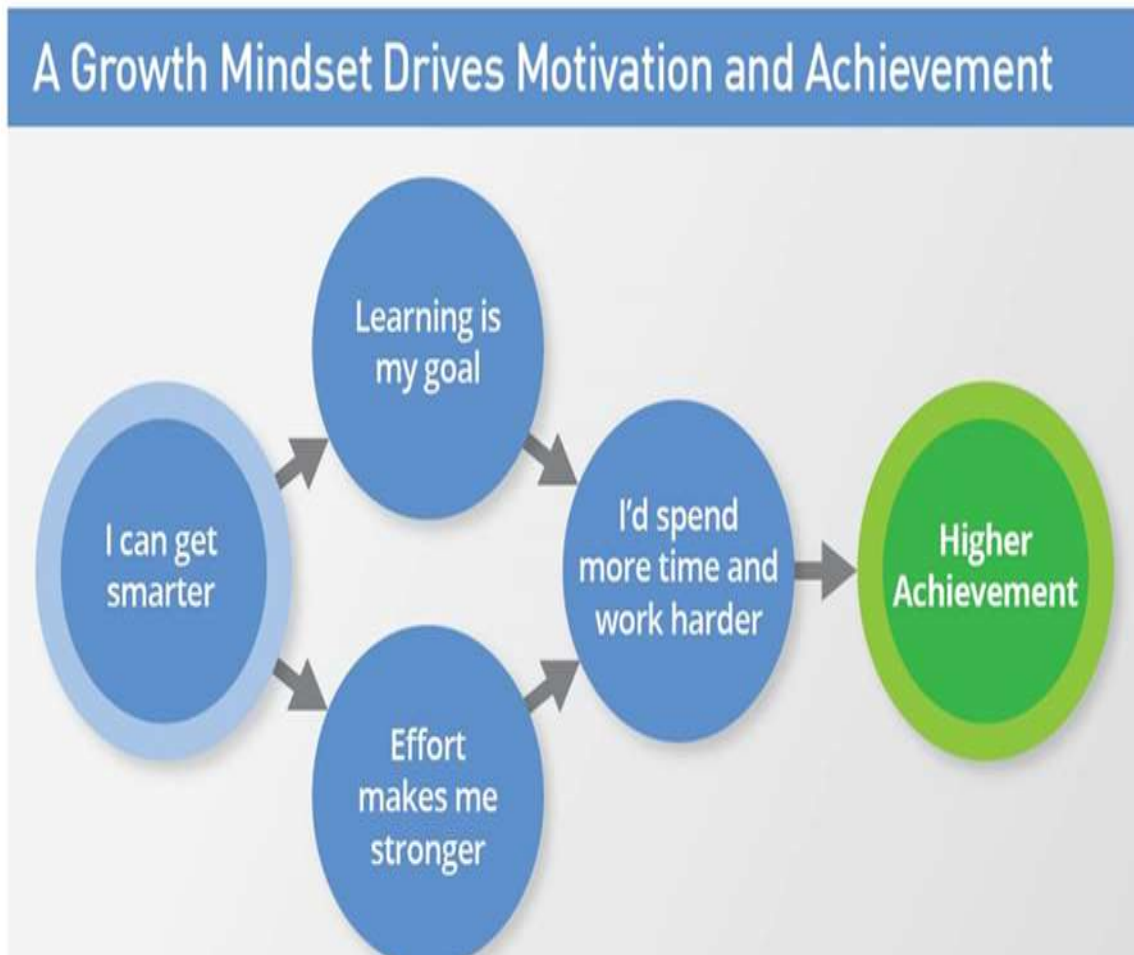 A Growth Mindset Drives Motivation and Achievement
Learning is
my goal
I can get
smarter
I'd spend
more time and
work harder
Higher
Achievement
Effort
makes me
stronger